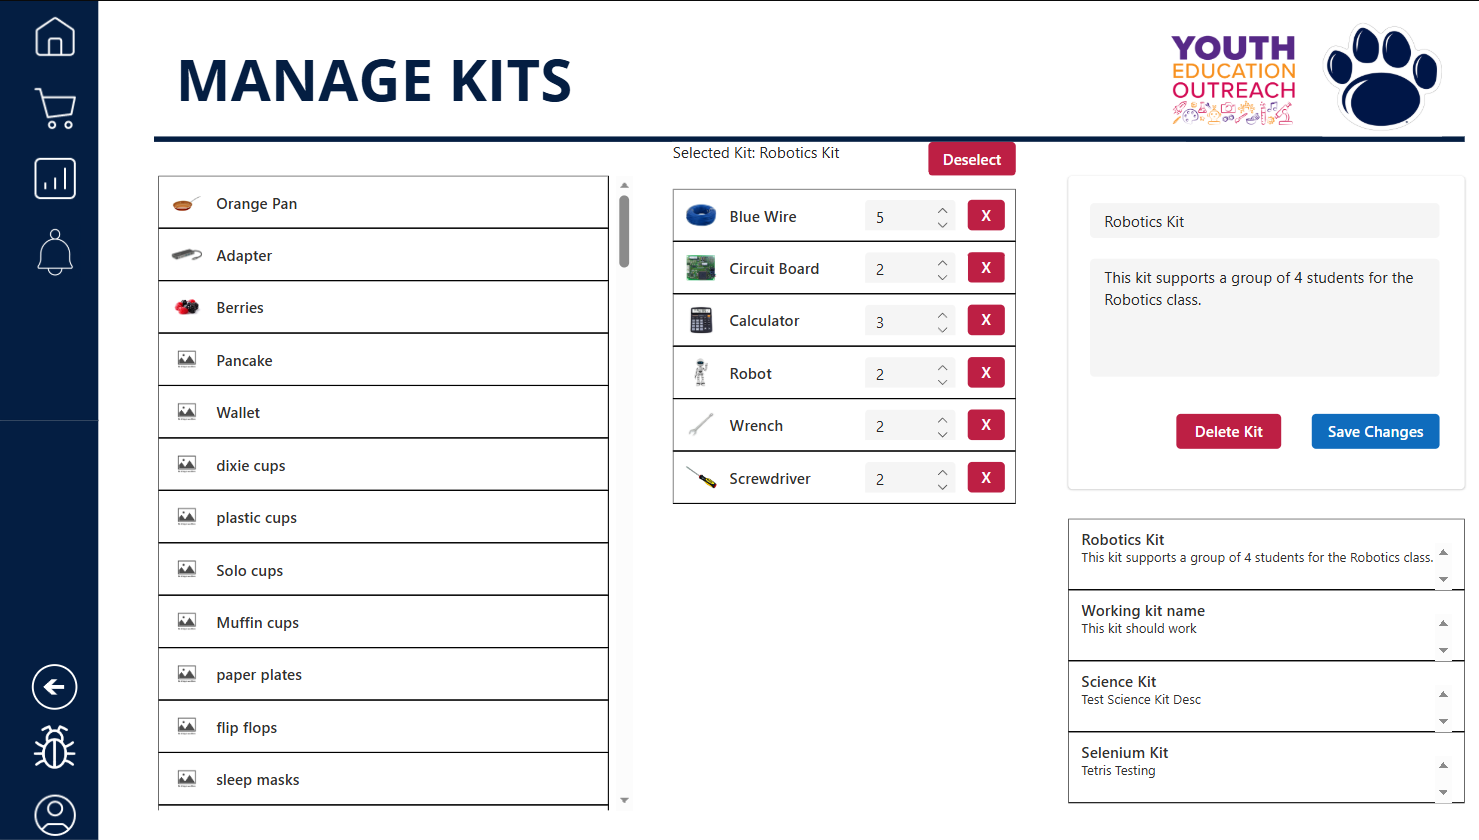 MANAGE KITS
YOUTH
EDUCATION
OUTREACH
Selected Kit: Robotics Kit
Deselect
Orange Pan
Adapter
Berries
Pancake
Wallet
dixie cups
plastic cups
Solo cups
Muffin cups
paper plates
flip flops
sleep masks
Blue Wire 5 X
Circuit Board 2 X
Calculator 3 X
Robot 2 X
Wrench 2 X
Screwdriver 2 X
Robotics Kit
This kit supports a group of 4 students for the
Robotics class.
Delete Kit Save Changes
Robotics Kit
This kit supports a group of 4 students for the Robotics class.
Working kit name
This kit should work
Science Kit
Test Science Kit Desc
Selenium Kit
Tetris Testing